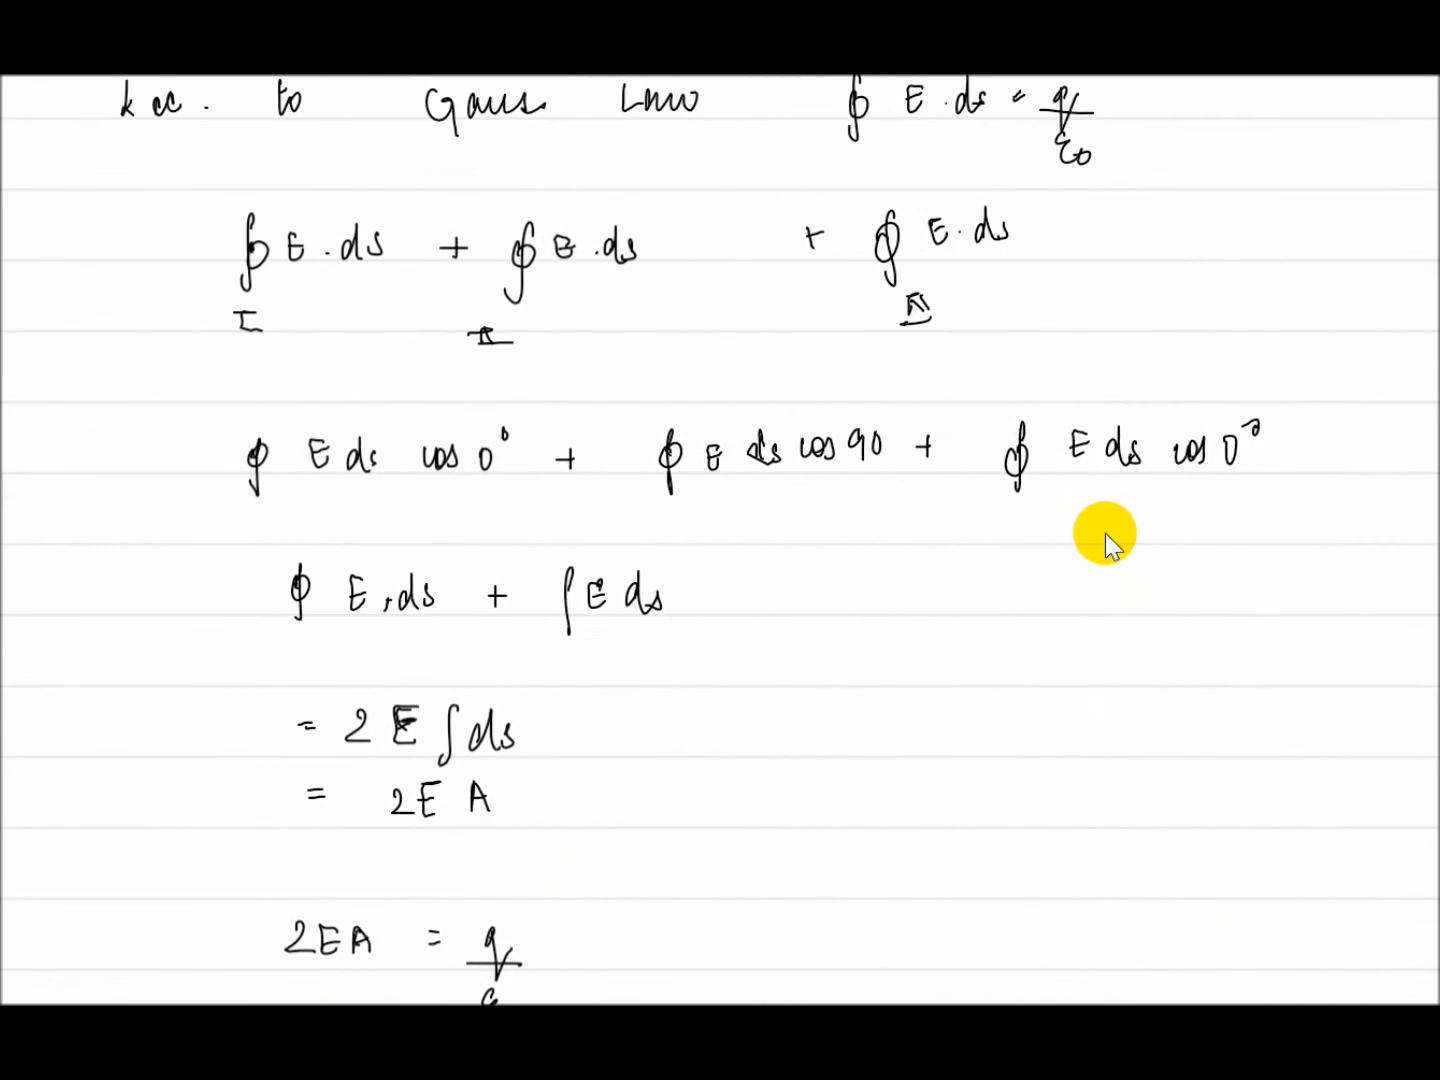 Acc. to Gauss Law ∮ E.ds = q/ε₀
∮ E.ds + ∮ E.ds + ∮ E.ds
I II III
∮ E ds cos 0° + ∮ E ds cos 90 + ∮ E ds cos 0°
∮ E.ds + ∫ E ds
= 2 E ∫ ds
= 2E A
2EA = q/